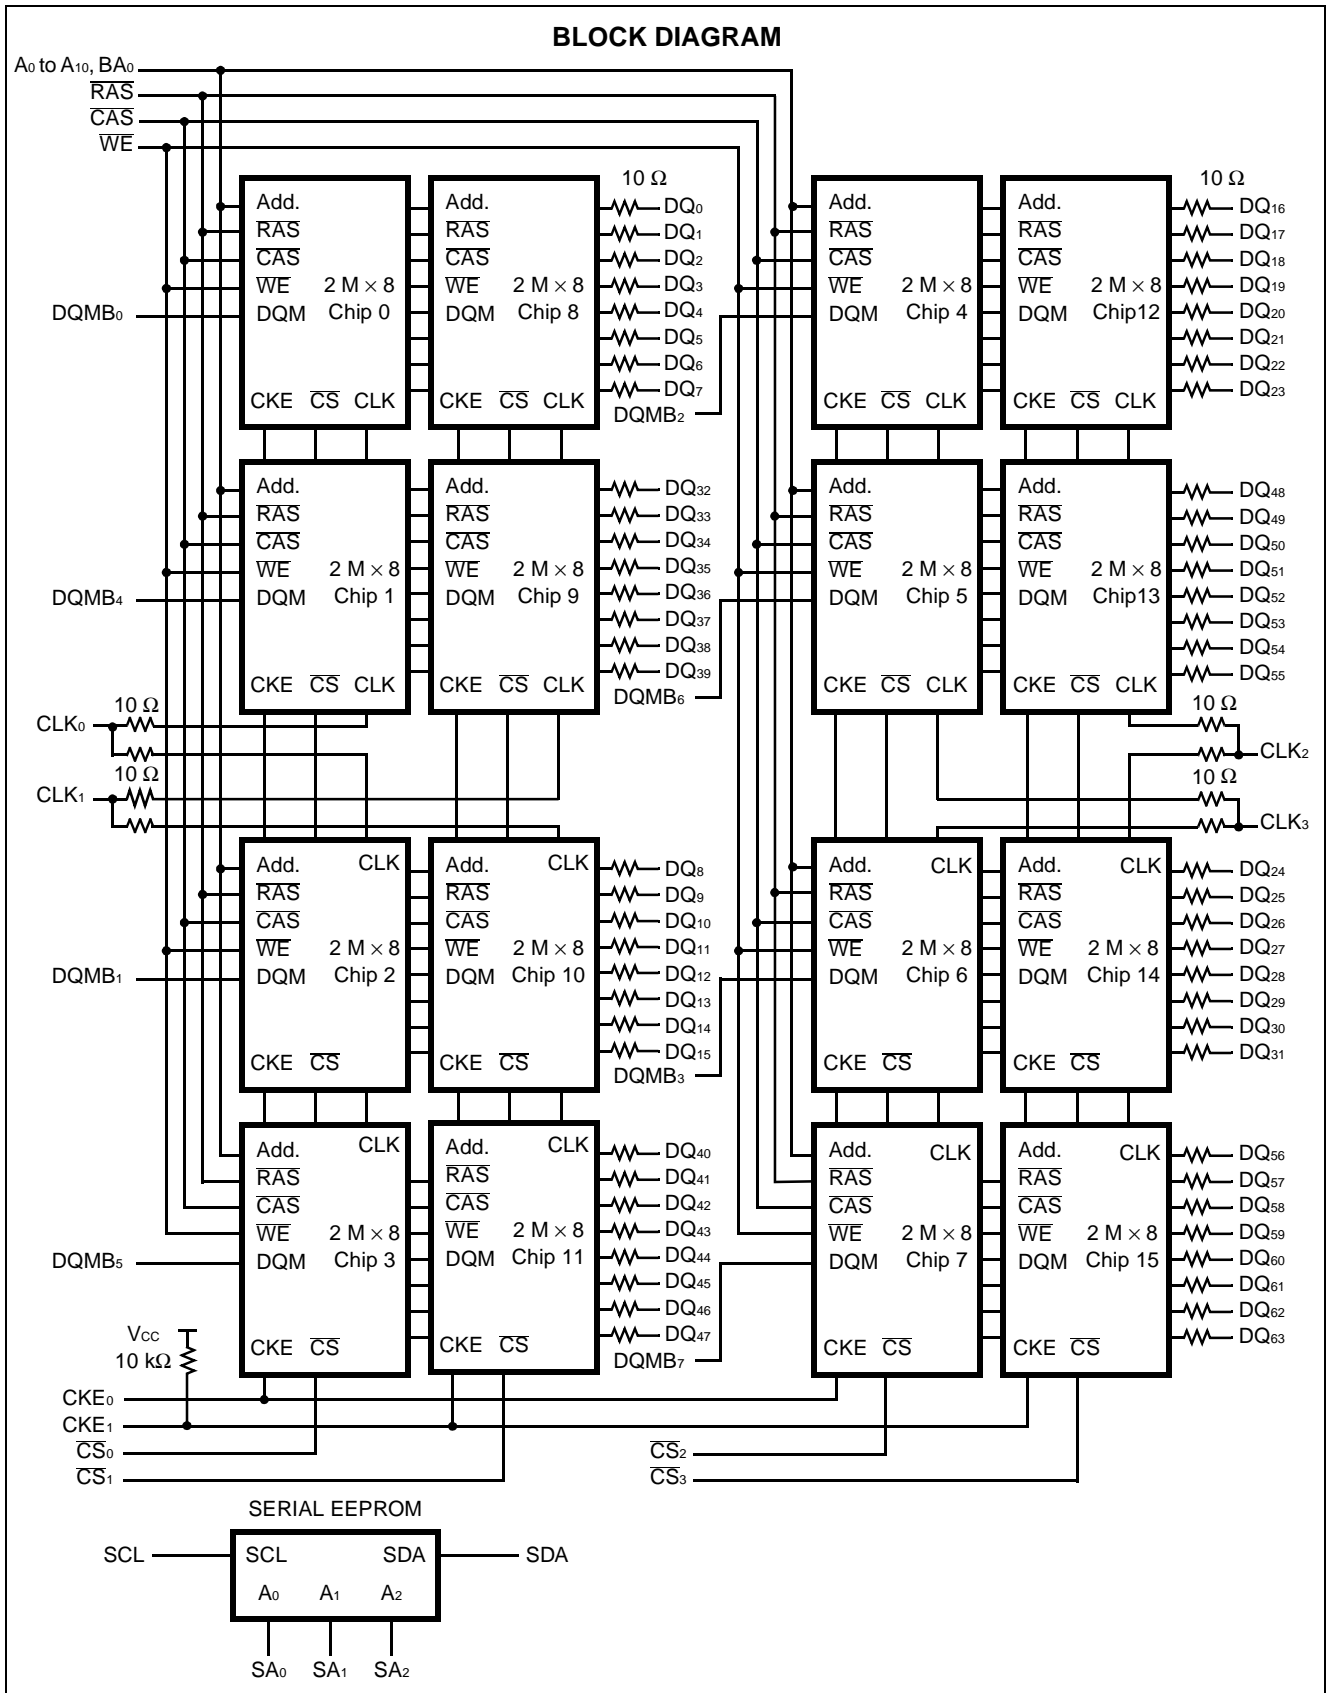 BLOCK DIAGRAM
A0 to A10, BA0
RAS
CAS
WE
10 Ω
10 Ω
Add.
RAS
CAS
WE
2 M × 8
DQM
Chip 0
CKE CS CLK
Add.
RAS
CAS
WE
2 M × 8
DQM
Chip 8
CKE CS CLK
DQ0
DQ1
DQ2
DQ3
DQ4
DQ5
DQ6
DQ7
DQMB0
DQMB2
Add.
RAS
CAS
WE
2 M × 8
DQM
Chip 4
CKE CS CLK
Add.
RAS
CAS
WE
2 M × 8
DQM
Chip12
CKE CS CLK
DQ16
DQ17
DQ18
DQ19
DQ20
DQ21
DQ22
DQ23
Add.
RAS
CAS
WE
2 M × 8
DQM
Chip 1
CKE CS CLK
Add.
RAS
CAS
WE
2 M × 8
DQM
Chip 9
CKE CS CLK
DQ32
DQ33
DQ34
DQ35
DQ36
DQ37
DQ38
DQ39
DQMB4
DQMB6
Add.
RAS
CAS
WE
2 M × 8
DQM
Chip 5
CKE CS CLK
Add.
RAS
CAS
WE
2 M × 8
DQM
Chip13
CKE CS CLK
DQ48
DQ49
DQ50
DQ51
DQ52
DQ53
DQ54
DQ55
10 Ω
CLK0
10 Ω
CLK1
10 Ω
CLK2
10 Ω
CLK3
Add. CLK
RAS
CAS
WE
2 M × 8
DQM
Chip 2
CKE CS
Add. CLK
RAS
CAS
WE
2 M × 8
DQM
Chip 10
CKE CS
DQ8
DQ9
DQ10
DQ11
DQ12
DQ13
DQ14
DQ15
DQMB1
DQMB3
Add. CLK
RAS
CAS
WE
2 M × 8
DQM
Chip 6
CKE CS
Add. CLK
RAS
CAS
WE
2 M × 8
DQM
Chip 14
CKE CS
DQ24
DQ25
DQ26
DQ27
DQ28
DQ29
DQ30
DQ31
Add. CLK
RAS
CAS
WE
2 M × 8
DQM
Chip 3
CKE CS
Add. CLK
RAS
CAS
WE
2 M × 8
DQM
Chip 11
CKE CS
DQ40
DQ41
DQ42
DQ43
DQ44
DQ45
DQ46
DQ47
DQMB5
DQMB7
Add. CLK
RAS
CAS
WE
2 M × 8
DQM
Chip 7
CKE CS
Add. CLK
RAS
CAS
WE
2 M × 8
DQM
Chip 15
CKE CS
DQ56
DQ57
DQ58
DQ59
DQ60
DQ61
DQ62
DQ63
VCC
10 kΩ
CKE0
CKE1
CS0
CS1
CS2
CS3
SERIAL EEPROM
SCL
SCL SDA
SDA
A0 A1 A2
SA0 SA1 SA2